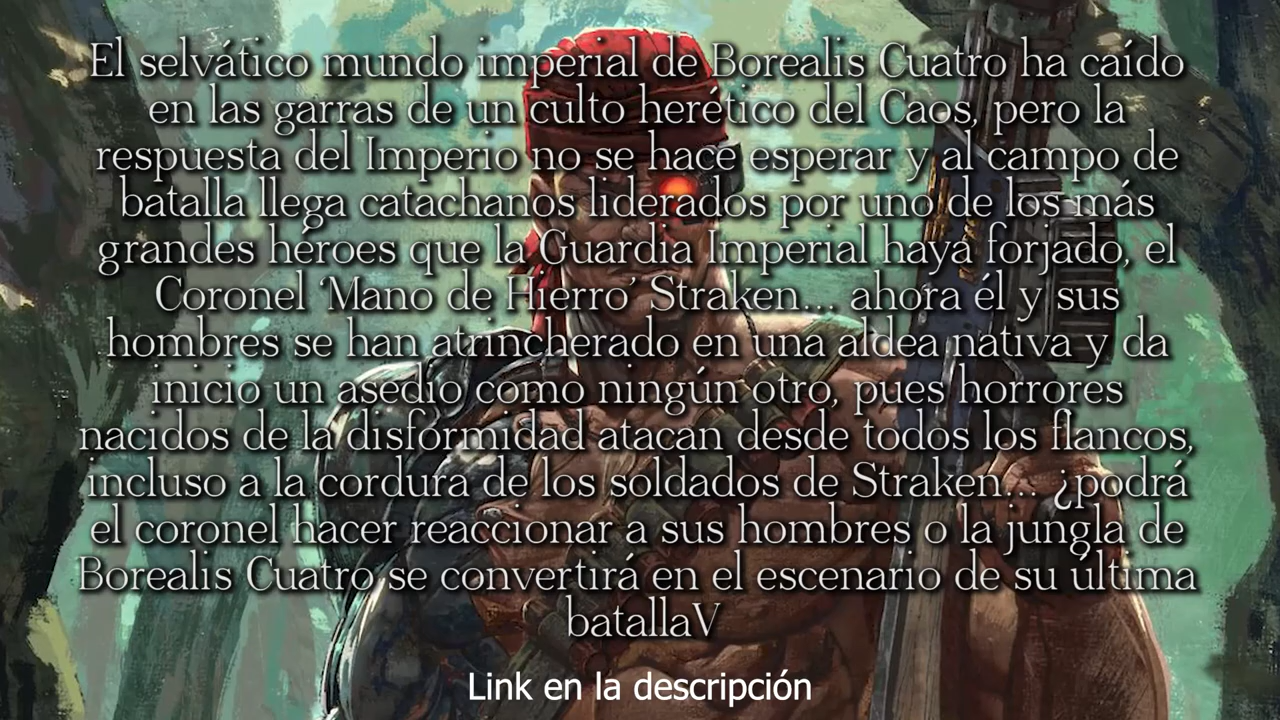 El selvático mundo imperial de Borealis Cuatro ha caído
en las garras de un culto herético del Caos, pero la
respuesta del Imperio no se hace esperar y al campo de
batalla llega catachanos liderados por uno de los más
grandes héroes que la Guardia Imperial haya forjado, el
Coronel ‘Mano de Hierro’ Straken... ahora él y sus
hombres se han atrincherado en una aldea nativa y da
inicio un asedio como ningún otro, pues horrores
nacidos de la disformidad atacan desde todos los flancos,
incluso a la cordura de los soldados de Straken... ¿podrá
el coronel hacer reaccionar a sus hombres o la jungla de
Borealis Cuatro se convertirá en el escenario de su última
batallaV
Link en la descripción